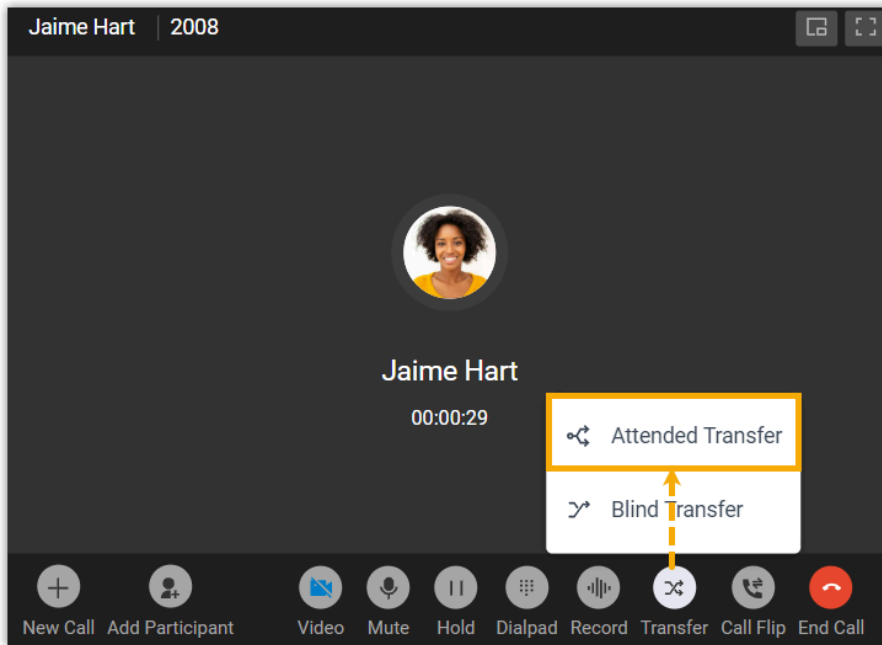 Jaime Hart 2008
Jaime Hart
00:00:29
Attended Transfer
Blind Transfer
New Call Add Participant Video Mute Hold Dialpad Record Transfer Call Flip End Call